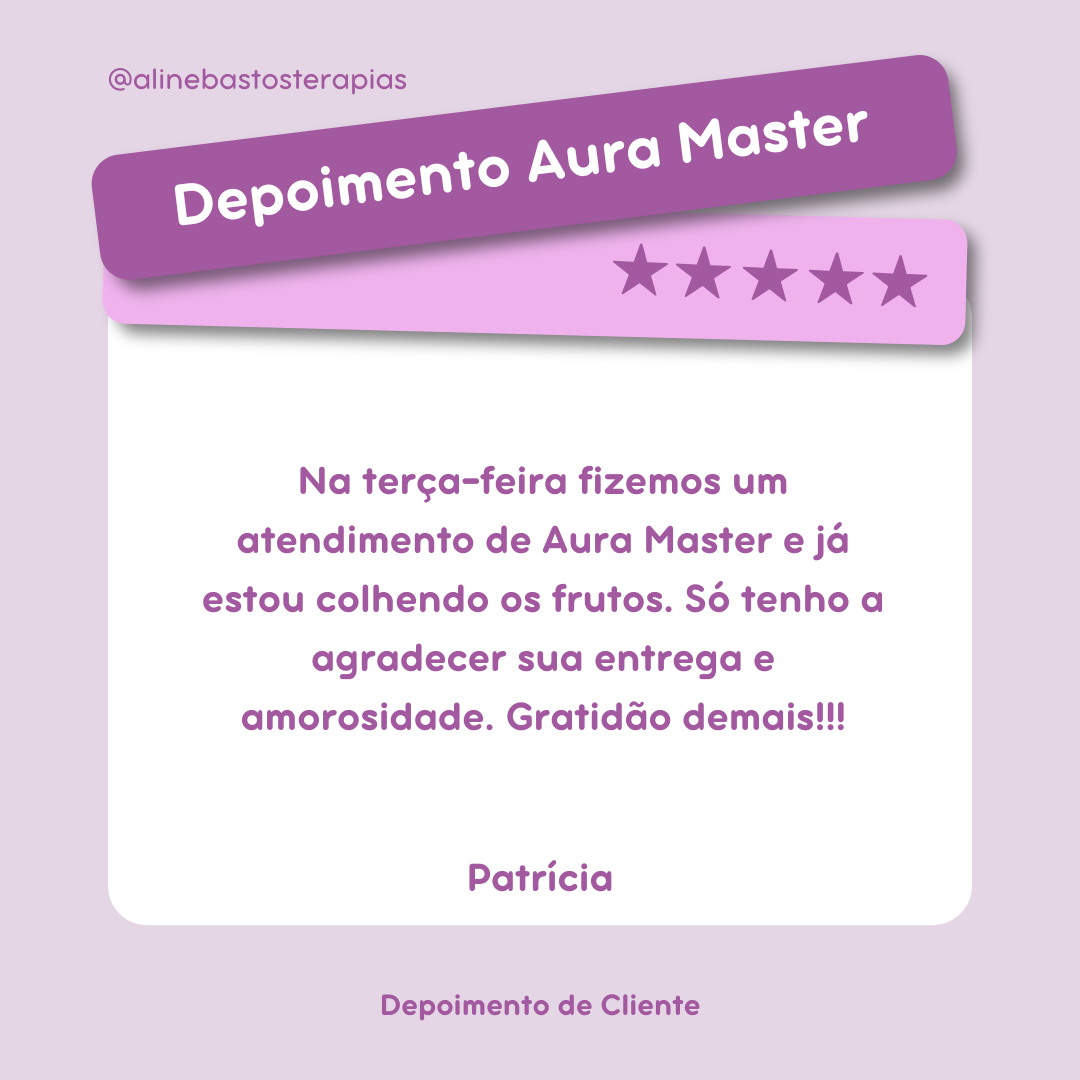 @alinebastosterapias
Depoimento Aura Master
Na terça-feira fizemos um
atendimento de Aura Master e já
estou colhendo os frutos. Só tenho a
agradecer sua entrega e
amorosidade. Gratidão demais!!!
Patrícia
Depoimento de Cliente